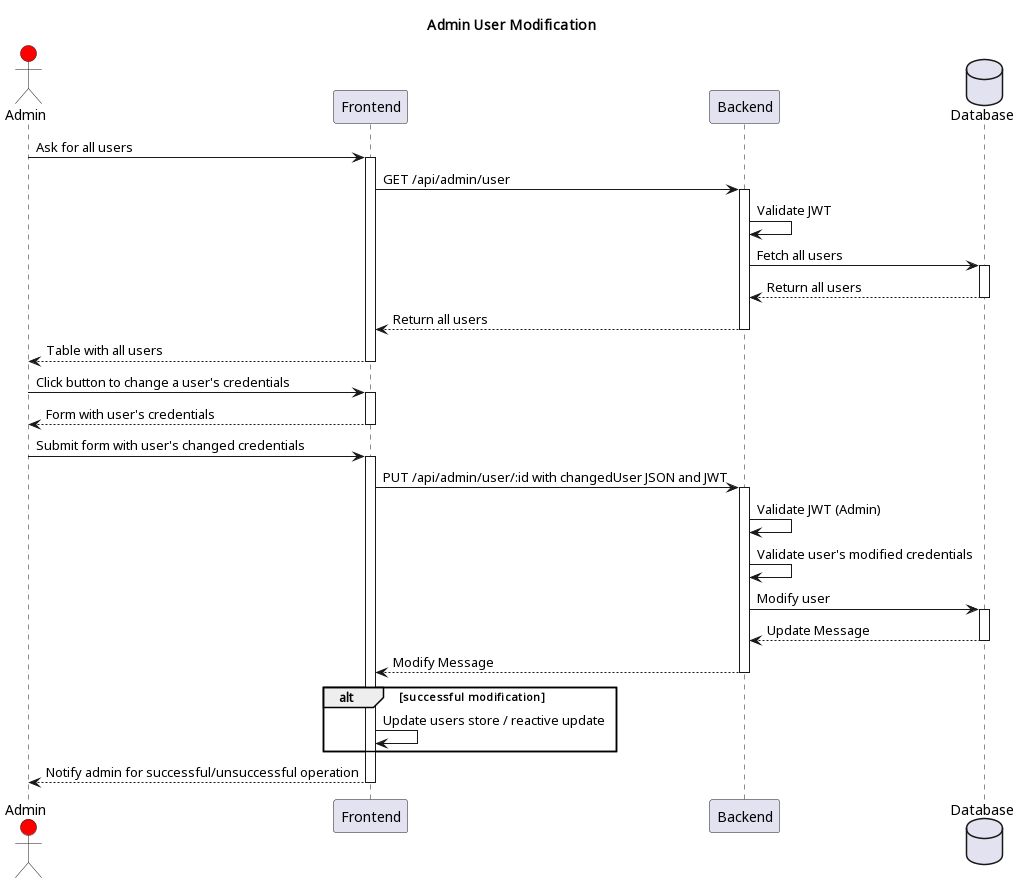 Admin User Modification
Admin
Frontend
Backend
Database
Ask for all users
GET /api/admin/user
Validate JWT
Fetch all users
Return all users
Return all users
Table with all users
Click button to change a user's credentials
Form with user's credentials
Submit form with user's changed credentials
PUT /api/admin/user/:id with changedUser JSON and JWT
Validate JWT (Admin)
Validate user's modified credentials
Modify user
Update Message
Modify Message
alt [successful modification]
Update users store / reactive update
Notify admin for successful/unsuccessful operation
Admin
Frontend
Backend
Database